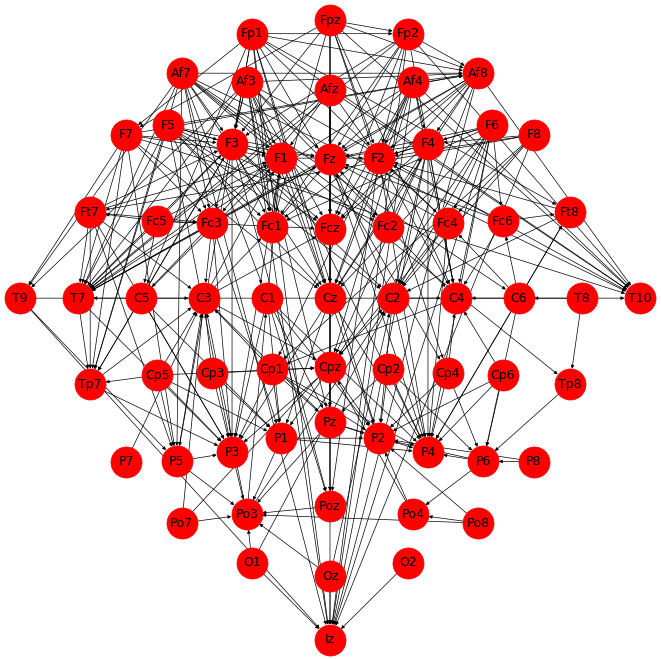 Fpz
Fp1 Fp2
Af7 Af3 Afz Af4 Af8
F7 F5 F3 F1 Fz F2 F4 F6 F8
Ft7 Fc5 Fc3 Fc1 Fcz Fc2 Fc4 Fc6 Ft8
T9 T7 C5 C3 C1 Cz C2 C4 C6 T8 T10
Tp7 Cp5 Cp3 Cp1 Cpz Cp2 Cp4 Cp6 Tp8
P7 P5 P3 P1 Pz P2 P4 P6 P8
Po7 Po3 Poz Po4 Po8
O1 Oz O2
Iz